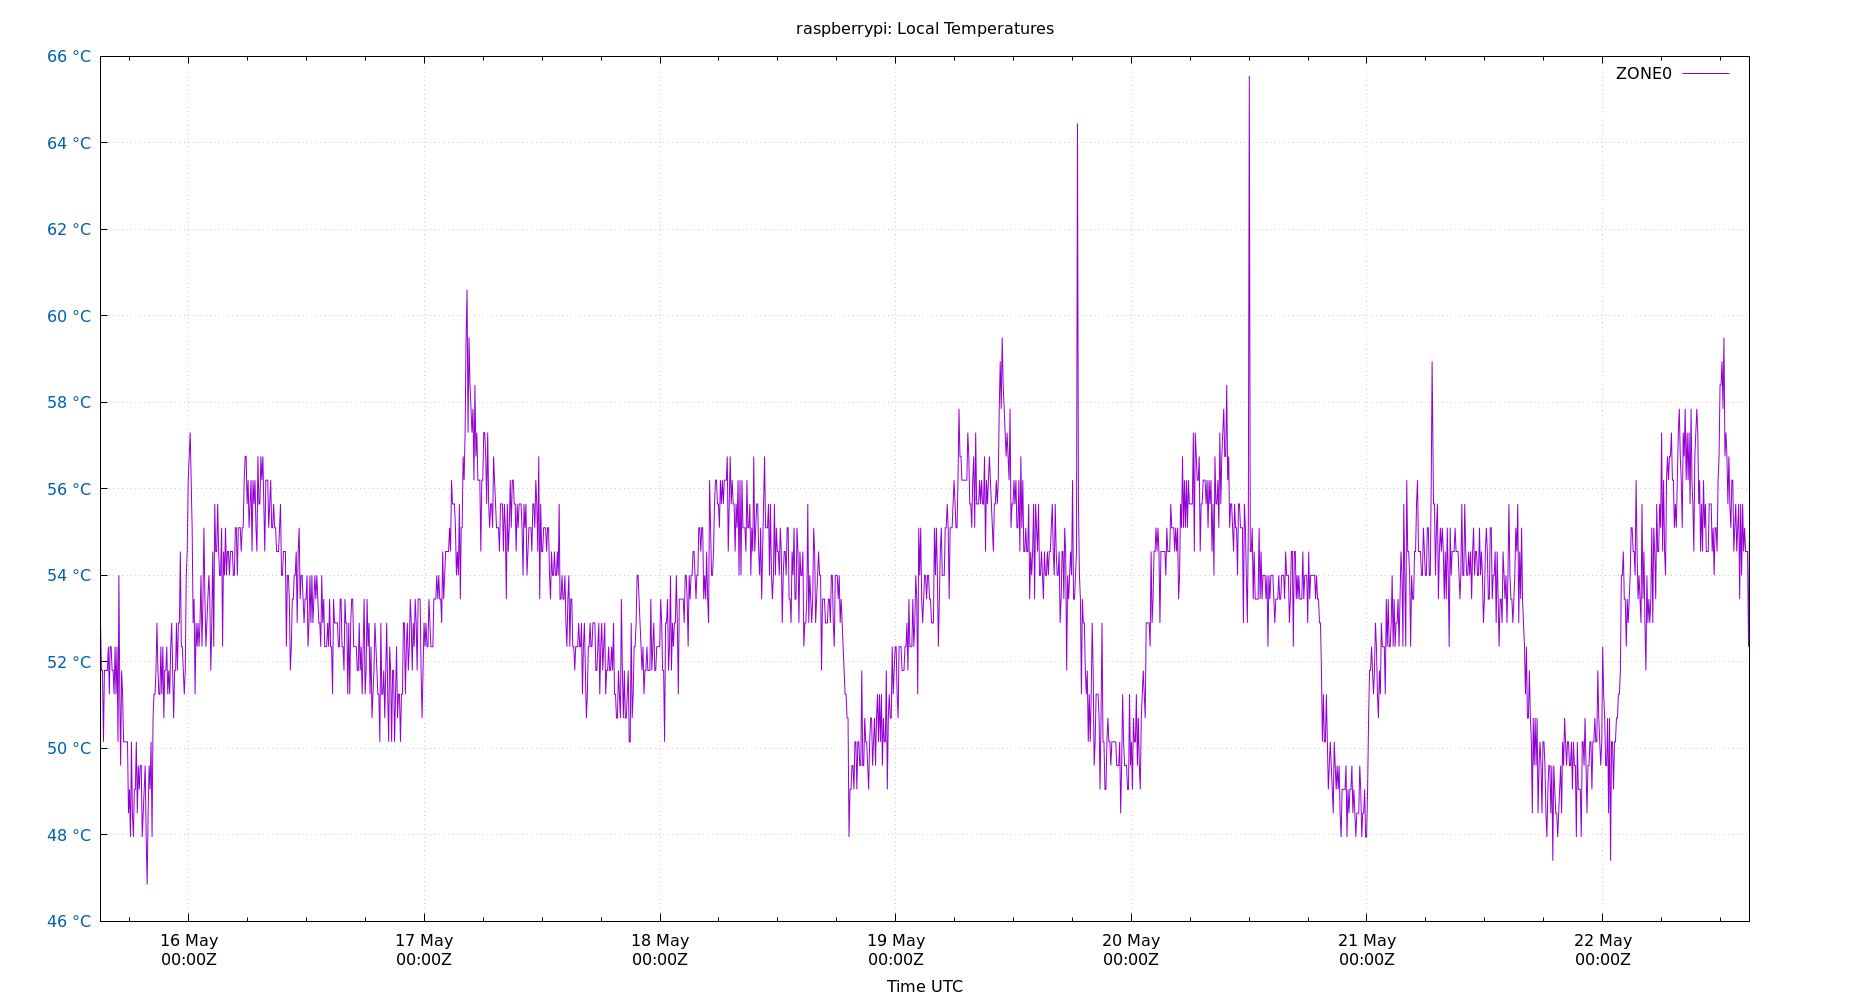 raspberrypi: Local Temperatures
ZONE0
66 °C
64 °C
62 °C
60 °C
58 °C
56 °C
54 °C
52 °C
50 °C
48 °C
46 °C
16 May
00:00Z
17 May
00:00Z
18 May
00:00Z
19 May
00:00Z
20 May
00:00Z
21 May
00:00Z
22 May
00:00Z
Time UTC